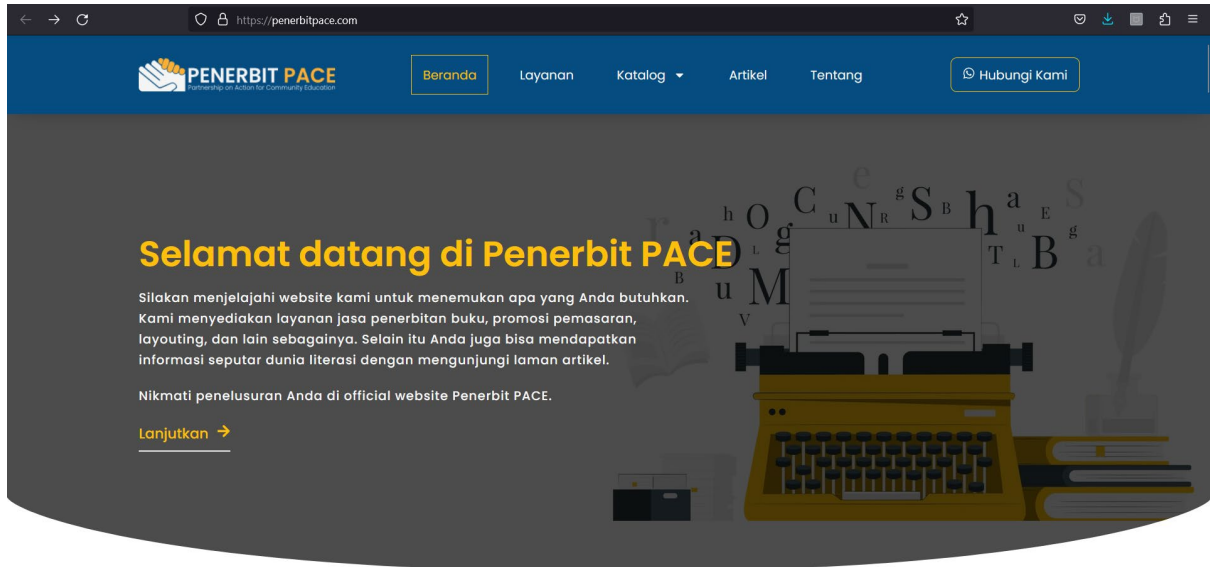 https://penerbitpace.com
PENERBIT PACE
Partnership on Action for Community Education
Beranda
Layanan
Katalog
Artikel
Tentang
Hubungi Kami
Selamat datang di Penerbit PACE
Silakan menjelajahi website kami untuk menemukan apa yang Anda butuhkan.
Kami menyediakan layanan jasa penerbitan buku, promosi pemasaran,
layouting, dan lain sebagainya. Selain itu Anda juga bisa mendapatkan
informasi seputar dunia literasi dengan mengunjungi laman artikel.
Nikmati penelusuran Anda di official website Penerbit PACE.
Lanjutkan